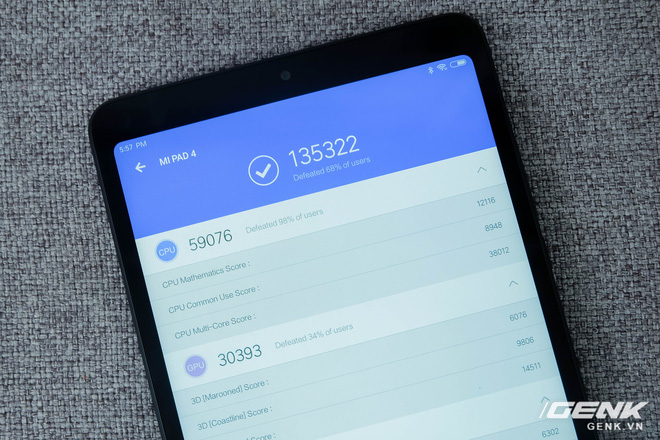 5:57 PM
MI PAD 4
135322
Defeated 68% of users
CPU 59076 Defeated 98% of users
CPU Mathematics Score : 12116
CPU Common Use Score : 8948
CPU Multi-Core Score : 38012
GPU 30393 Defeated 34% of users
3D [Marooned] Score : 6076
3D [Coastline] Score : 9806
14511
6302
GENK
GENK.VN